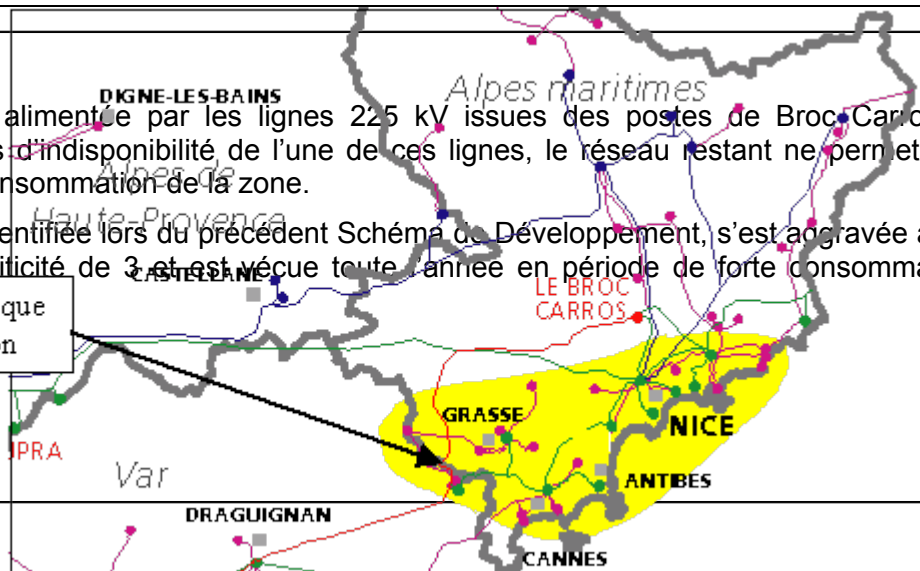 DIGNE-LES-BAINS
Alpes maritimes
alimentée par les lignes 225 kV issues des postes de Broc Carro
d'indisponibilité de l'une de ces lignes, le réseau restant ne permet
nsommation de la zone.
Alpes de
Haute-Provence
entifiée lors du précédent Schéma de Développement, s'est aggravée a
iticité de 3 et est vécue toute l'année en période de forte consomma
CASTELLANE
LE BROC
CARROS
que
on
GRASSE
NICE
IPRA
Var
ANTIBES
DRAGUIGNAN
CANNES